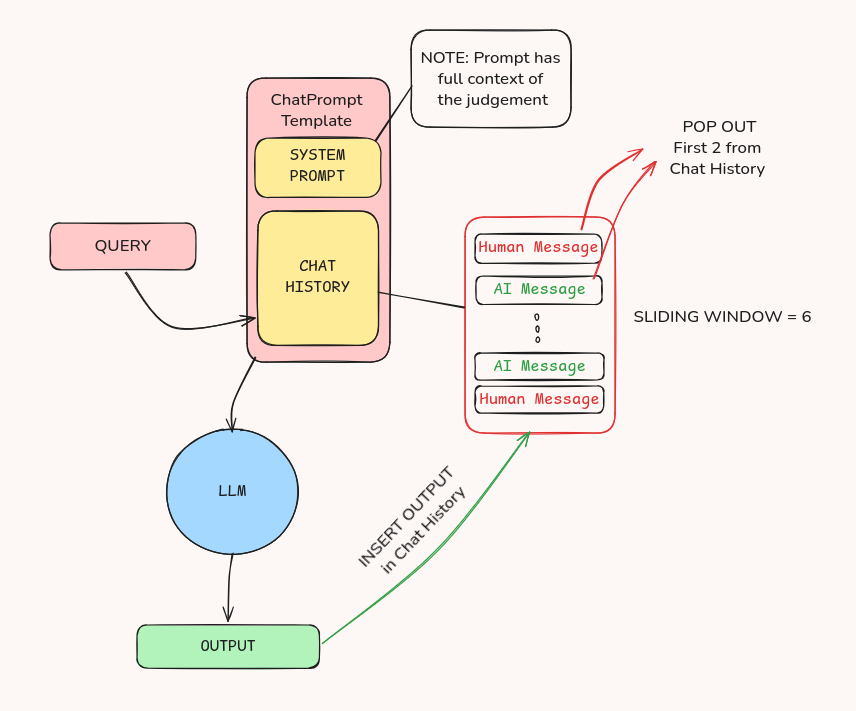 NOTE: Prompt has
full context of
the judgement
ChatPrompt
Template
SYSTEM
PROMPT
CHAT
HISTORY
QUERY
POP OUT
First 2 from
Chat History
Human Message
AI Message
AI Message
Human Message
SLIDING WINDOW = 6
LLM
INSERT OUTPUT
in Chat History
OUTPUT